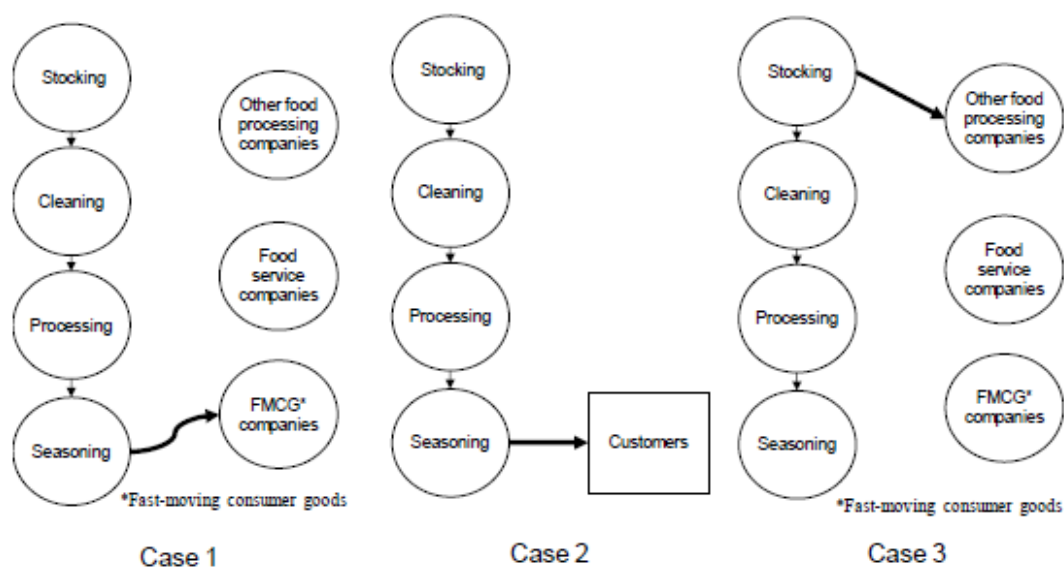 Stocking
Cleaning
Processing
Seasoning
Other food
processing
companies
Food
service
companies
FMCG*
companies
*Fast-moving consumer goods
Case 1
Stocking
Cleaning
Processing
Seasoning
Customers
Case 2
Stocking
Cleaning
Processing
Seasoning
Other food
processing
companies
Food
service
companies
FMCG*
companies
*Fast-moving consumer goods
Case 3